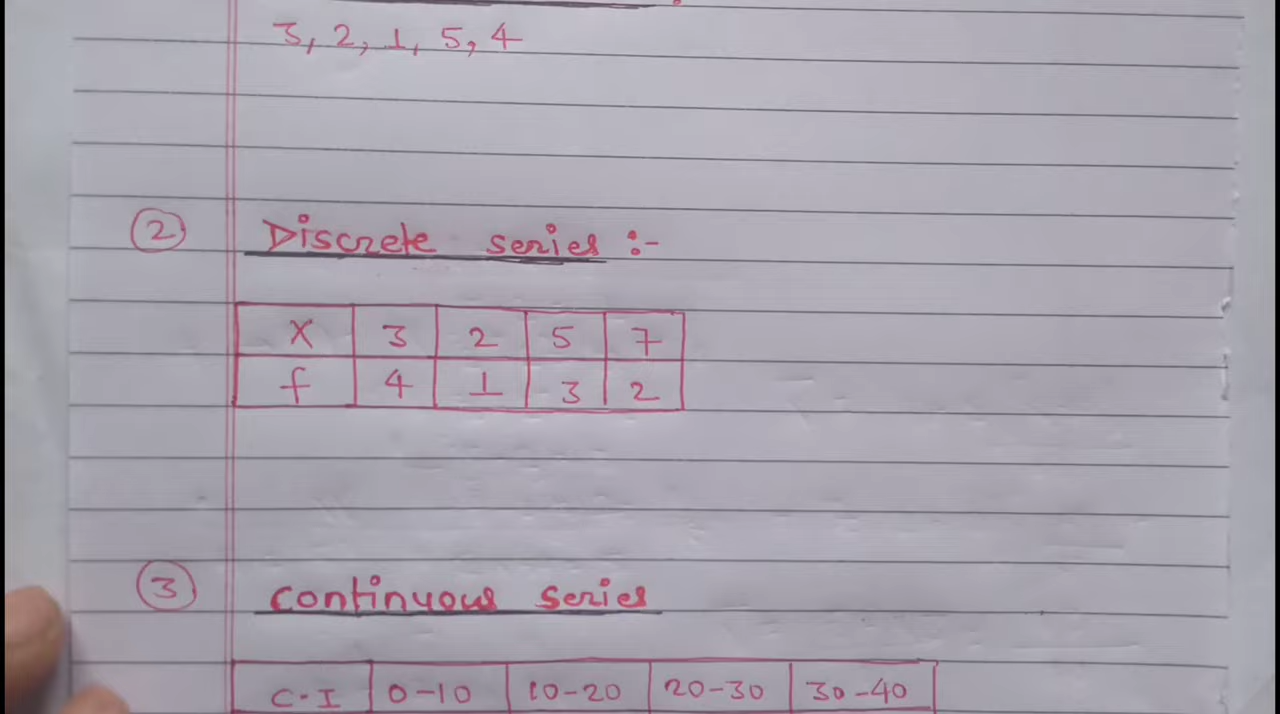 3, 2, 1, 5, 4
2 Discrete series :-
X 3 2 5 7
f 4 1 3 2
3 continuous series
C-I 0-10 10-20 20-30 30-40